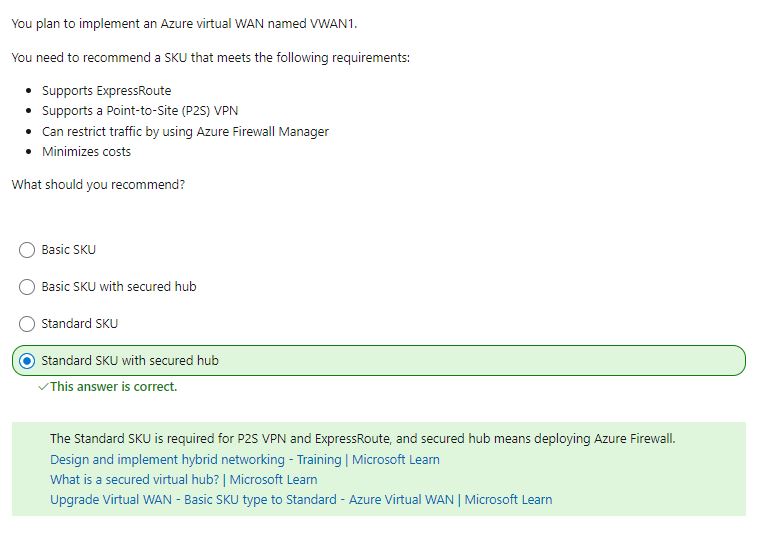 You plan to implement an Azure virtual WAN named VWAN1.
You need to recommend a SKU that meets the following requirements:
• Supports ExpressRoute
• Supports a Point-to-Site (P2S) VPN
• Can restrict traffic by using Azure Firewall Manager
• Minimizes costs
What should you recommend?
Basic SKU
Basic SKU with secured hub
Standard SKU
Standard SKU with secured hub
✓This answer is correct.
The Standard SKU is required for P2S VPN and ExpressRoute, and secured hub means deploying Azure Firewall.
Design and implement hybrid networking - Training | Microsoft Learn
What is a secured virtual hub? | Microsoft Learn
Upgrade Virtual WAN - Basic SKU type to Standard - Azure Virtual WAN | Microsoft Learn